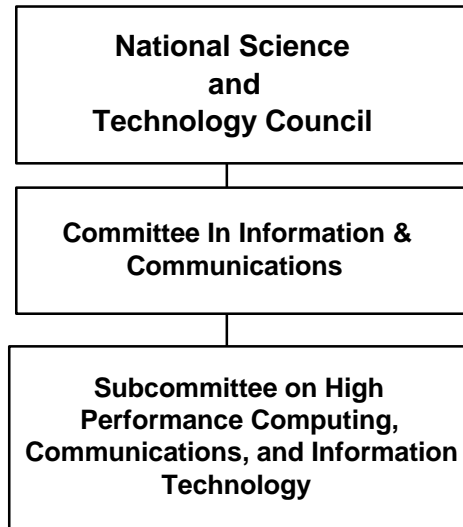 National Science
and
Technology Council
Committee In Information &
Communications
Subcommittee on High
Performance Computing,
Communications, and Information
Technology